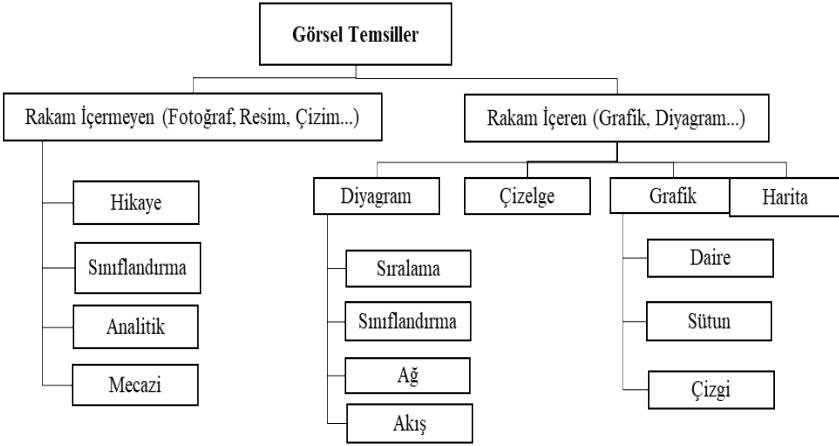 Görsel Temsiller
Rakam İçermeyen (Fotoğraf, Resim, Çizim...)
Rakam İçeren (Grafik, Diyagram...)
Hikaye
Sınıflandırma
Analitik
Mecazi
Diyagram
Çizelge
Grafik
Harita
Sıralama
Sınıflandırma
Ağ
Akış
Daire
Sütun
Çizgi